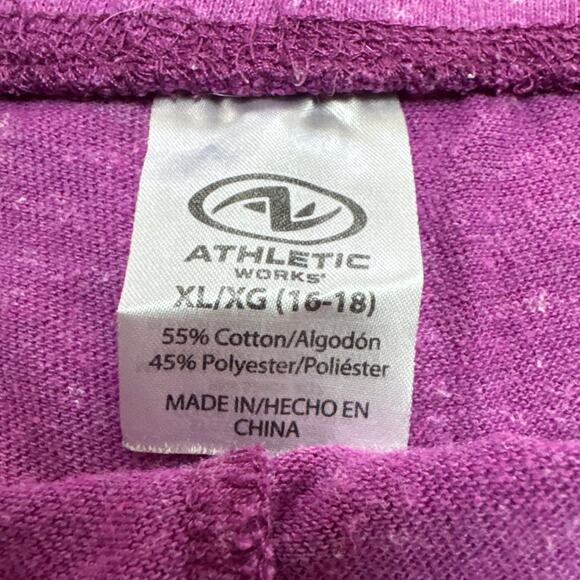 ATHLETIC
WORKS®
XL/XG (16-18)
55% Cotton/Algodón
45% Polyester/Poliéster
MADE IN/HECHO EN
CHINA